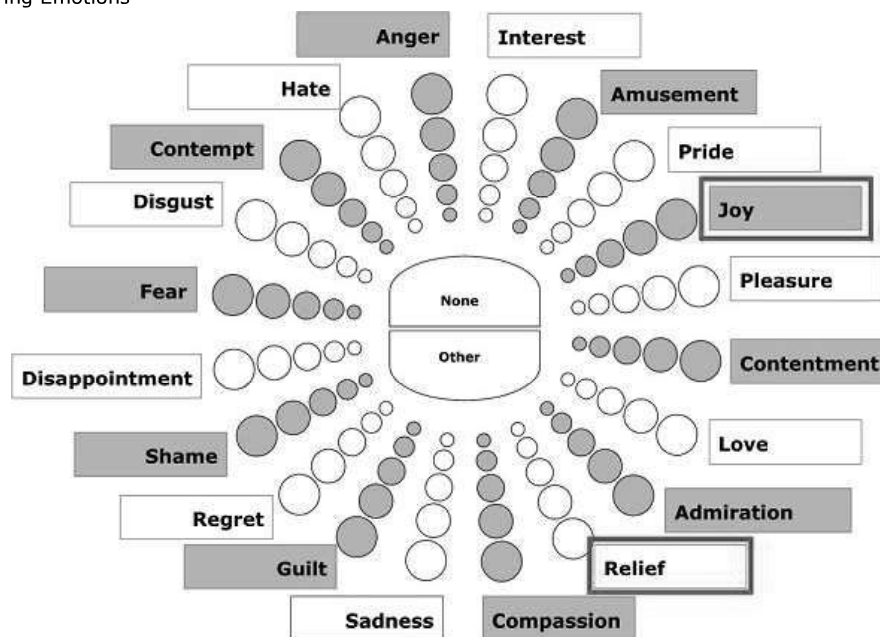 ing Emotions
Anger
Interest
Hate
Amusement
Contempt
Pride
Disgust
Joy
Fear
None
Pleasure
Other
Disappointment
Contentment
Shame
Love
Regret
Admiration
Guilt
Relief
Sadness
Compassion